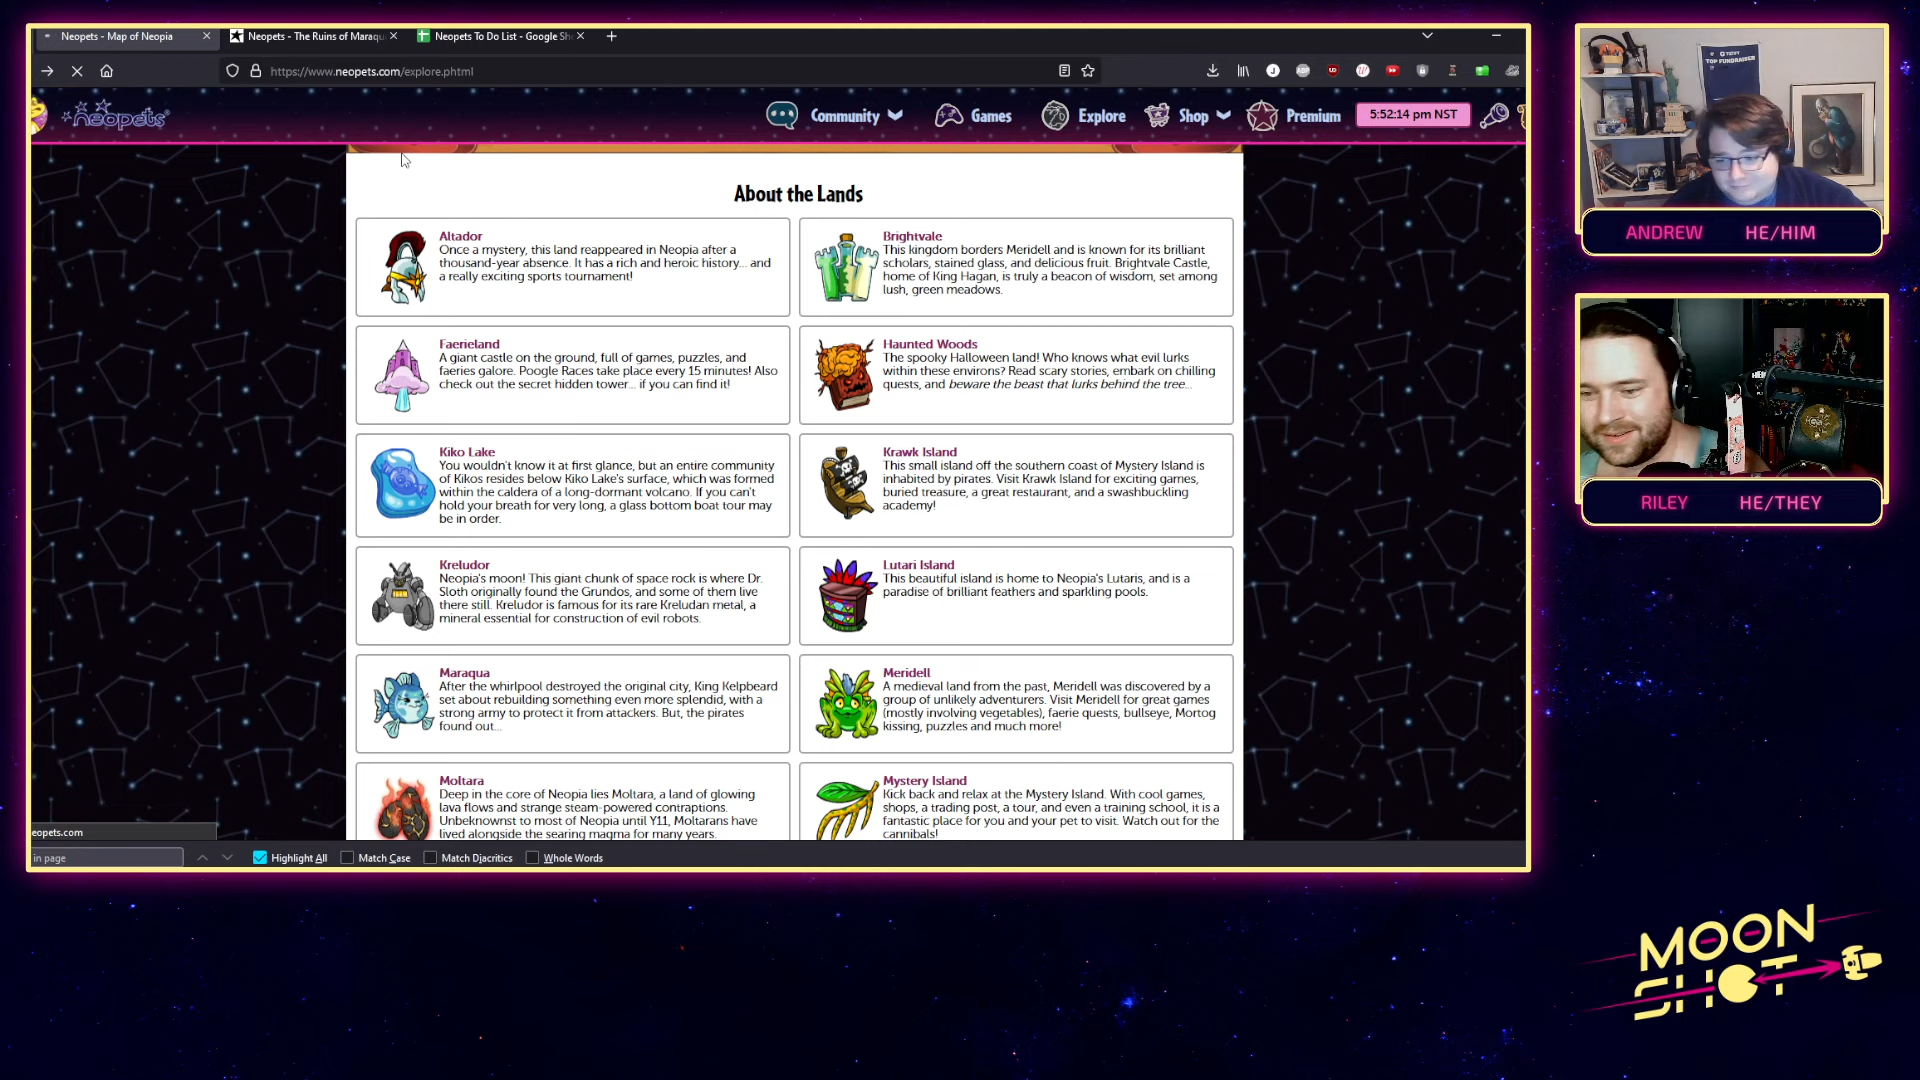 Neopets - Map of Neopia
Neopets - The Ruins of Maraqu
Neopets To Do List - Google She
https://www.neopets.com/explore.phtml
neopets
Community
Games
Explore
Shop
Premium
5:52:14 pm NST
About the Lands
Altador
Once a mystery, this land reappeared in Neopia after a
thousand-year absence. It has a rich and heroic history... and
a really exciting sports tournament!
Brightvale
This kingdom borders Meridell and is known for its brilliant
scholars, stained glass, and delicious fruit. Brightvale Castle,
home of King Hagan, is truly a beacon of wisdom, set among
lush, green meadows.
Faerieland
A giant castle on the ground, full of games, puzzles, and
faeries galore. Poogle Races take place every 15 minutes! Also
check out the secret hidden tower... if you can find it!
Haunted Woods
The spooky Halloween land! Who knows what evil lurks
within these environs? Read scary stories, embark on chilling
quests, and beware the beast that lurks behind the tree...
Kiko Lake
You wouldn't know it at first glance, but an entire community
of Kikos resides below Kiko Lake's surface, which was formed
within the caldera of a long-dormant volcano. If you can't
hold your breath for very long, a glass bottom boat tour may
be in order.
Krawk Island
This small island off the southern coast of Mystery Island is
inhabited by pirates. Visit Krawk Island for exciting games,
buried treasure, a great restaurant, and a swashbuckling
academy!
Kreludor
Neopia's moon! This giant chunk of space rock is where Dr.
Sloth originally found the Grundos, and some of them live
there still. Kreludor is famous for its rare Kreludan metal, a
mineral essential for construction of evil robots.
Lutari Island
This beautiful island is home to Neopia's Lutaris, and is a
paradise of brilliant feathers and sparkling pools.
Maraqua
After the whirlpool destroyed the original city, King Kelpbeard
set about rebuilding something even more splendid, with a
strong army to protect it from attackers. But, the pirates
found out...
Meridell
A medieval land from the past, Meridell was discovered by a
group of unlikely adventurers. Visit Meridell for great games
(mostly involving vegetables), faerie quests, bullseye, Mortog
kissing, puzzles and much more!
Moltara
Deep in the core of Neopia lies Moltara, a land of glowing
lava flows and strange steam-powered contraptions.
Unbeknownst to most of Neopia until Y11, Moltarans have
lived alongside the searing magma for many years.
Mystery Island
Kick back and relax at the Mystery Island. With cool games,
shops, a trading post, a tour, and even a training school, it is a
fantastic place for you and your pet to visit. Watch out for the
cannibals!
eopets.com
in page
Highlight All
Match Case
Match Diacritics
Whole Words
TOP FUNDRAISER
ANDREW HE/HIM
RILEY HE/THEY
MOON
SHOT